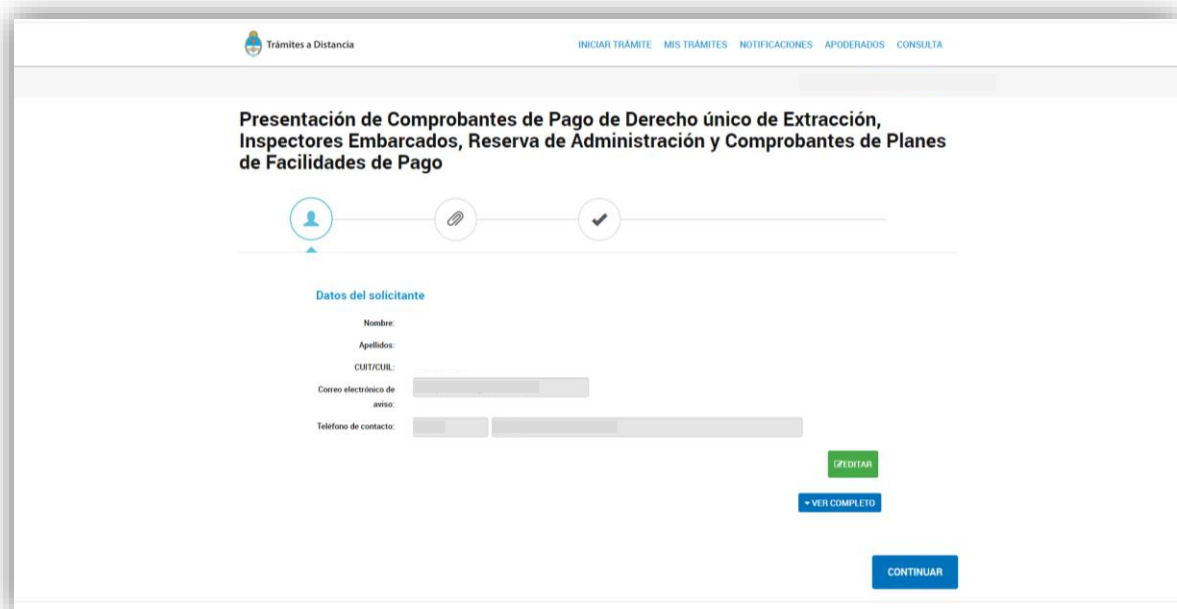 Trámites a Distancia
INICIAR TRÁMITE MIS TRÁMITES NOTIFICACIONES APODERADOS CONSULTA
Presentación de Comprobantes de Pago de Derecho único de Extracción,
Inspectores Embarcados, Reserva de Administración y Comprobantes de Planes
de Facilidades de Pago
Datos del solicitante
Nombre:
Apellidos:
CUIT/CUIL:
Correo electrónico de
aviso:
Teléfono de contacto:
EDITAR
VER COMPLETO
CONTINUAR